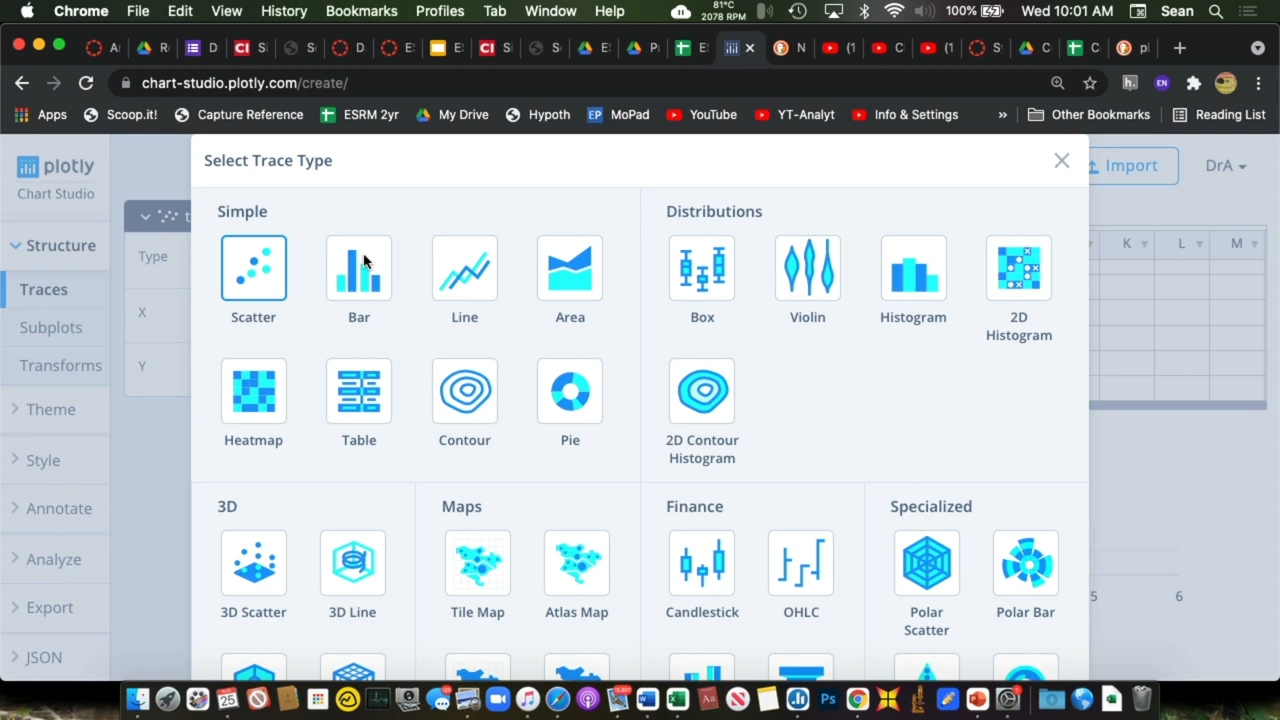 Chrome File Edit View History Bookmarks Profiles Tab Window Help 81°C 2078 RPM 100% Wed 10:01 AM Sean
chart-studio.plotly.com/create/
EN
Apps Scoop.it! Capture Reference ESRM 2yr My Drive Hypoth EP MoPad YouTube YT-Analyt Info & Settings » Other Bookmarks Reading List
plotly
Chart Studio
Select Trace Type
Import
DrA
Structure
Traces
Subplots
Transforms
Theme
Style
Annotate
Analyze
Export
JSON
Type
X
Y
K L M
5 6
Simple
Scatter Bar Line Area
Heatmap Table Contour Pie
Distributions
Box Violin Histogram 2D
Histogram
2D Contour
Histogram
3D
3D Scatter 3D Line
Maps
Tile Map Atlas Map
Finance
Candlestick OHLC
Specialized
Polar
Scatter
Polar Bar